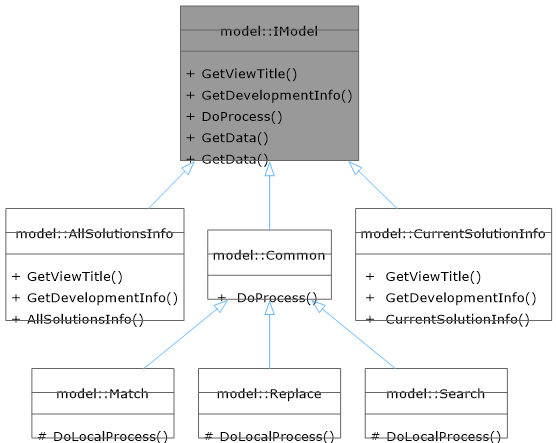 model::IModel
+ GetViewTitle()
+ GetDevelopmentInfo()
+ DoProcess()
+ GetData()
+ GetData()
model::AllSolutionsInfo
+ GetViewTitle()
+ GetDevelopmentInfo()
+ AllSolutionsInfo()
model::Common
+ DoProcess()
model::CurrentSolutionInfo
+ GetViewTitle()
+ GetDevelopmentInfo()
+ CurrentSolutionInfo()
model::Match
# DoLocalProcess()
model::Replace
# DoLocalProcess()
model::Search
# DoLocalProcess()